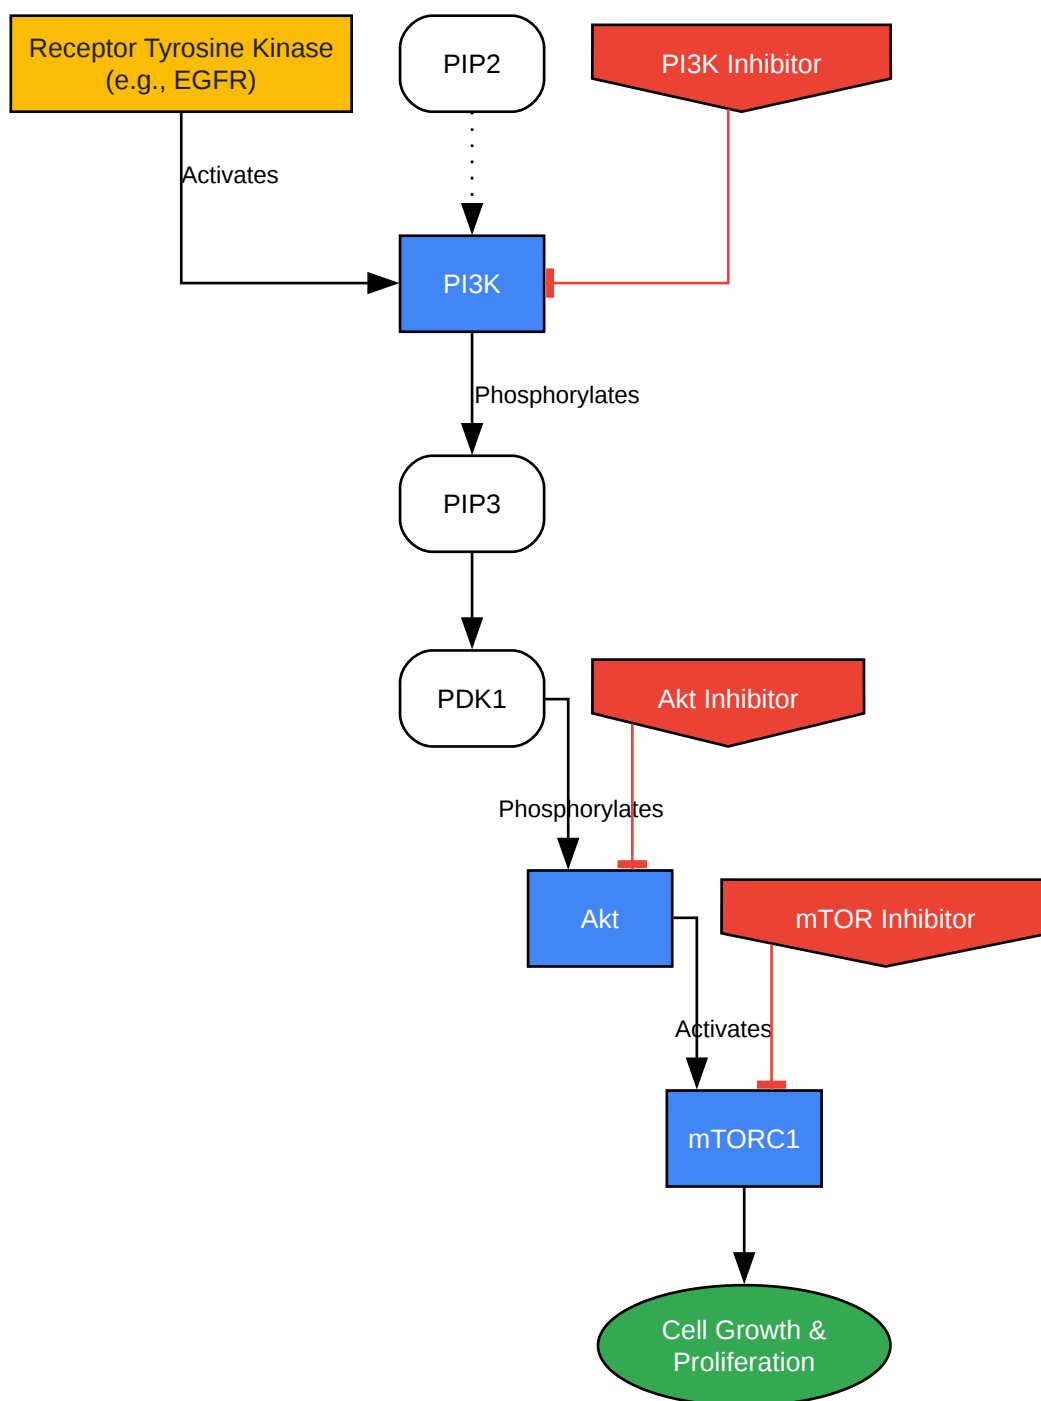 Receptor Tyrosine Kinase
(e.g., EGFR)
PIP2
PI3K Inhibitor
Activates
PI3K
Phosphorylates
PIP3
PDK1
Akt Inhibitor
Phosphorylates
Akt
mTOR Inhibitor
Activates
mTORC1
Cell Growth &
Proliferation